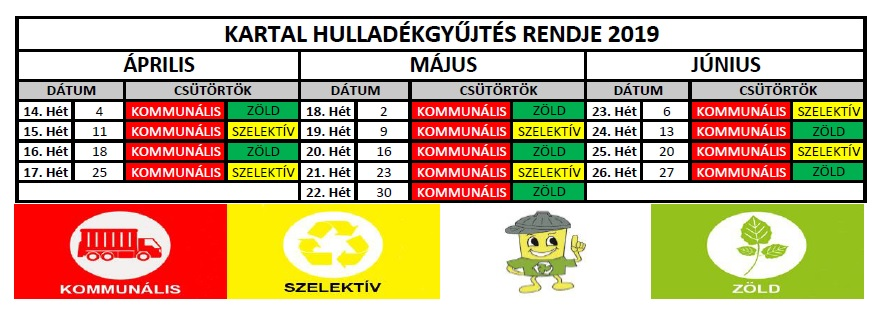 KARTAL HULLADÉKGYŰJTÉS RENDJE 2019
ÁPRILIS MÁJUS JÚNIUS
DÁTUM CSÜTÖRTÖK DÁTUM CSÜTÖRTÖK DÁTUM CSÜTÖRTÖK
14. Hét 4 KOMMUNÁLIS ZÖLD 18. Hét 2 KOMMUNÁLIS ZÖLD 23. Hét 6 KOMMUNÁLIS SZELEKTÍV
15. Hét 11 KOMMUNÁLIS SZELEKTÍV 19. Hét 9 KOMMUNÁLIS SZELEKTÍV 24. Hét 13 KOMMUNÁLIS ZÖLD
16. Hét 18 KOMMUNÁLIS ZÖLD 20. Hét 16 KOMMUNÁLIS ZÖLD 25. Hét 20 KOMMUNÁLIS SZELEKTÍV
17. Hét 25 KOMMUNÁLIS SZELEKTÍV 21. Hét 23 KOMMUNÁLIS SZELEKTÍV 26. Hét 27 KOMMUNÁLIS ZÖLD
22. Hét 30 KOMMUNÁLIS ZÖLD
KOMMUNÁLIS SZELEKTÍV ZÖLD